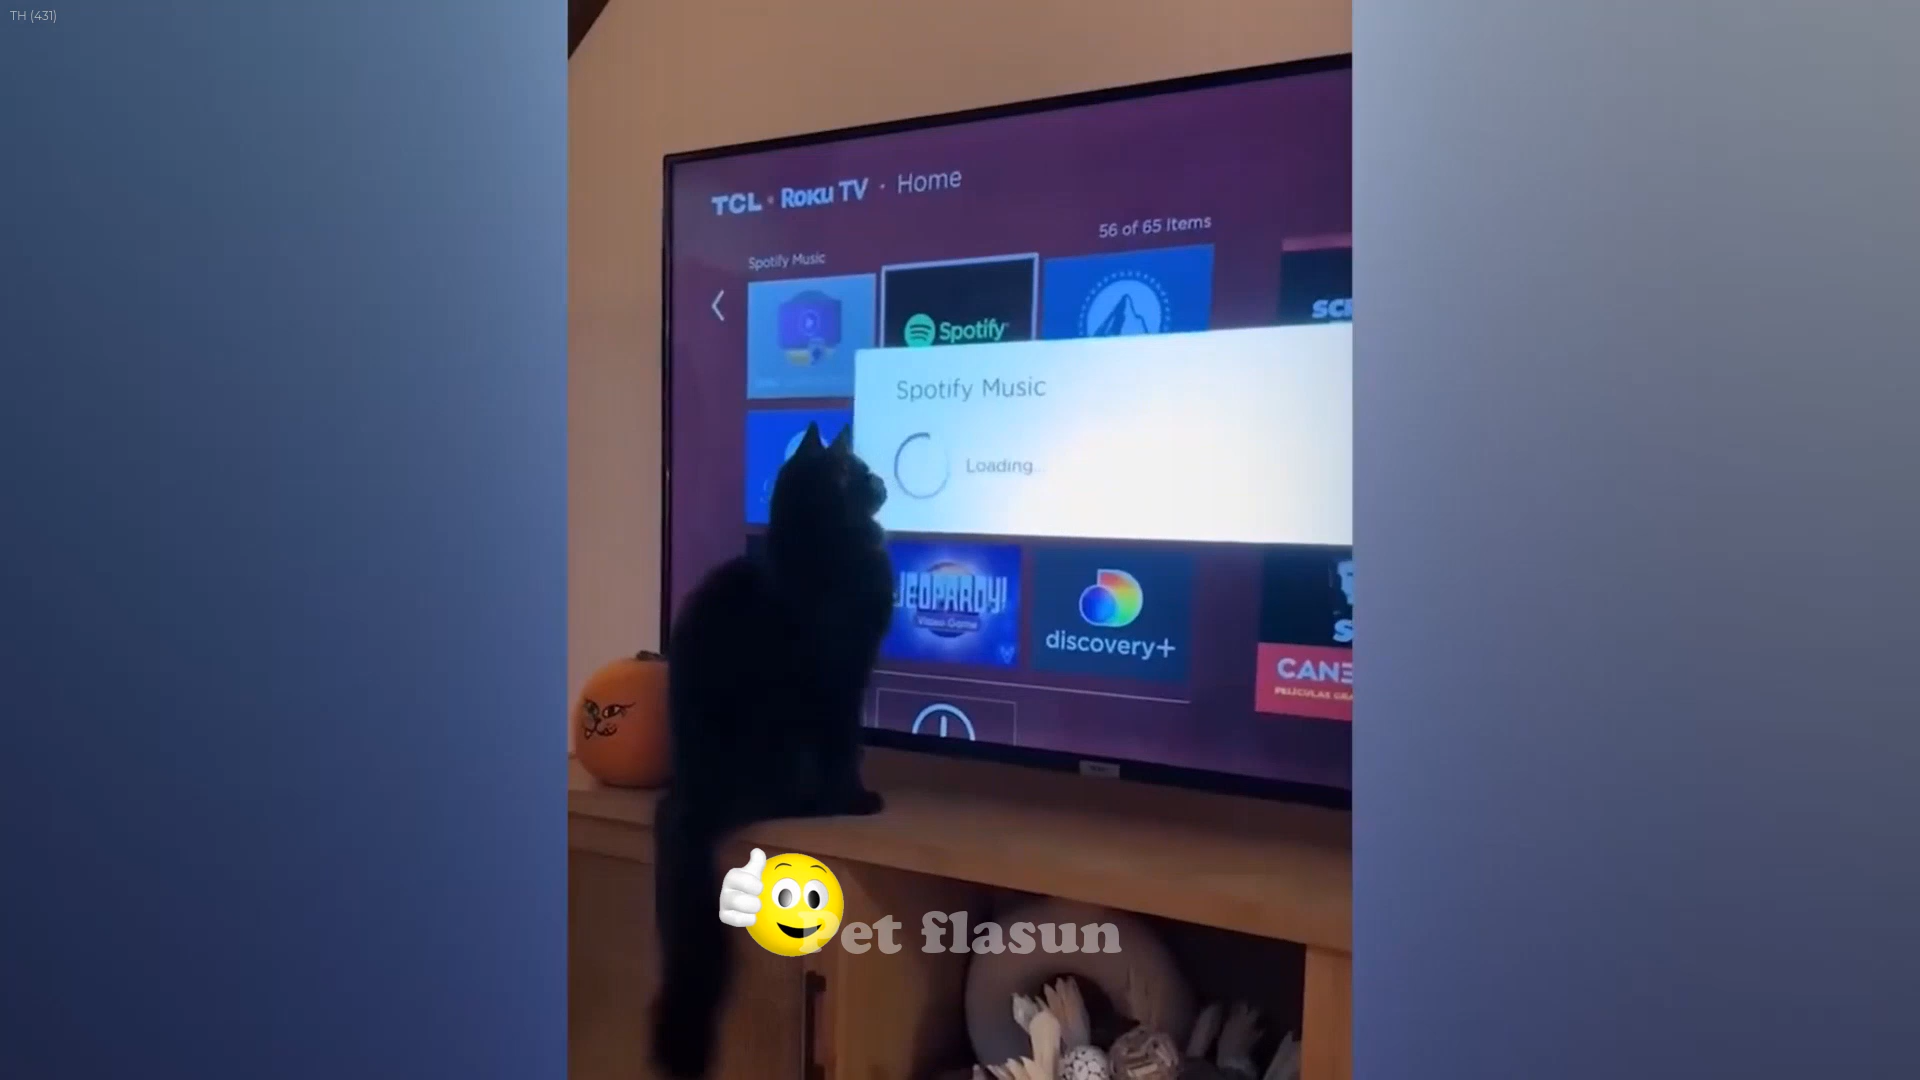 TH (431)
TCL • Roku TV • Home
56 of 65 Items
Spotify Music
Spotify
Spotify Music
Loading...
JEOPARDY!
Video Game
discovery+
Pet flasun